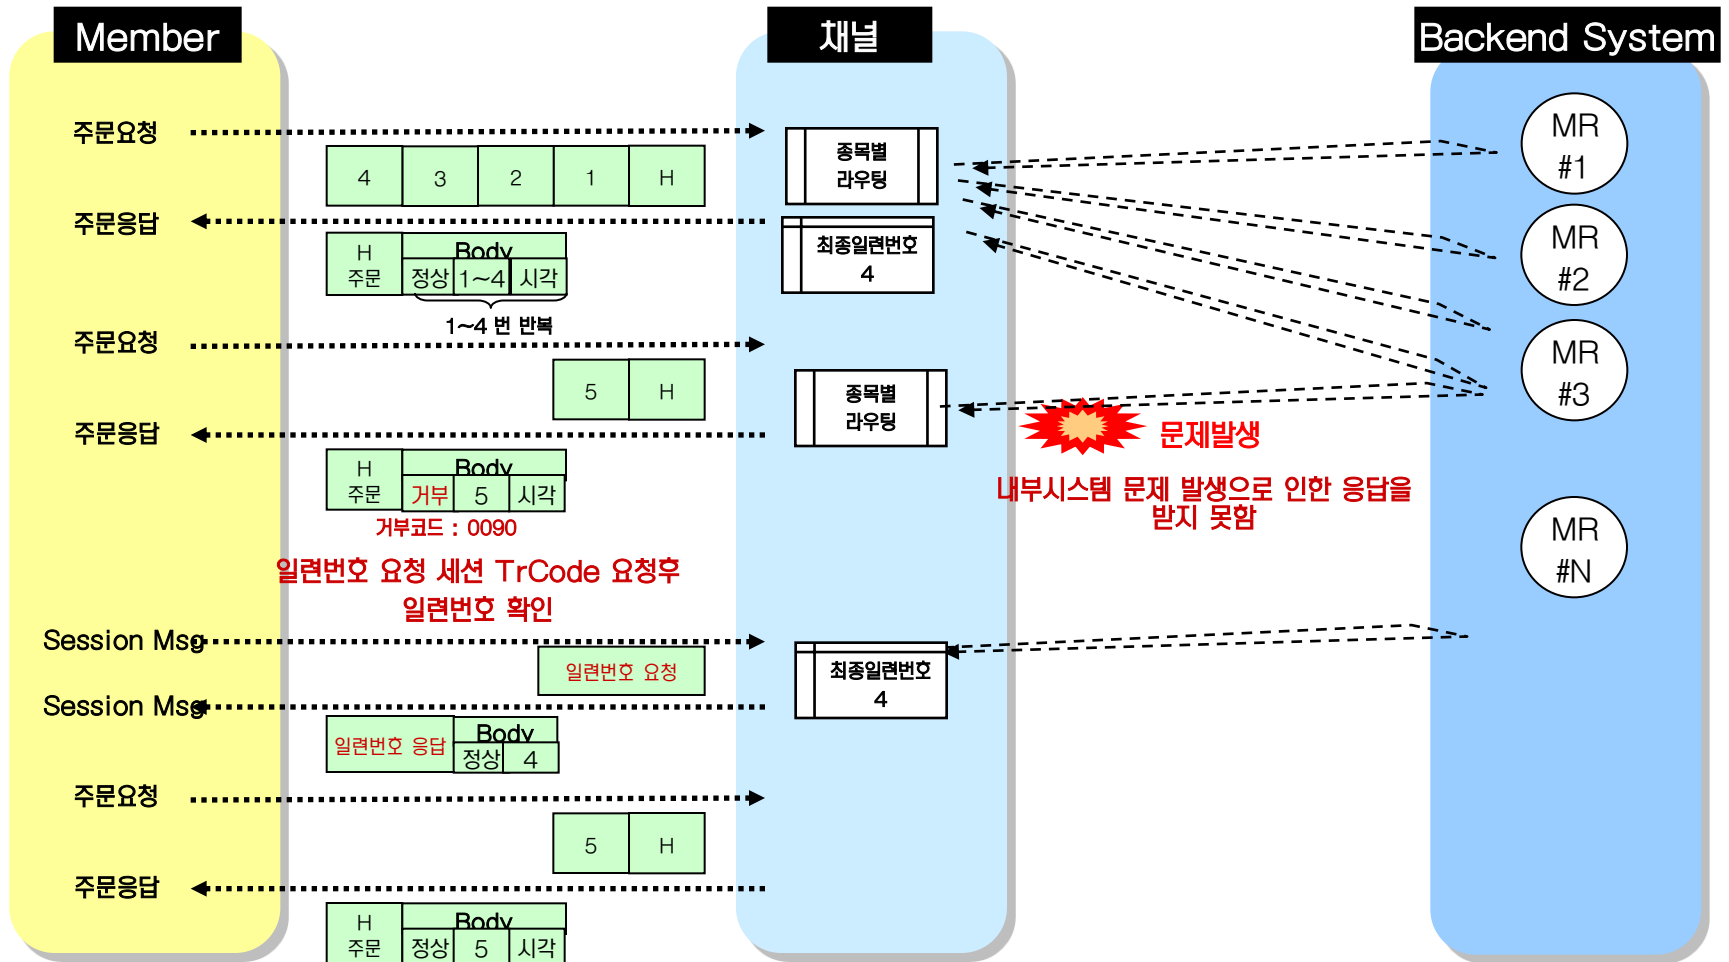 Member
채널
Backend System
주문요청
4 3 2 1 H
종목별
라우팅
MR
#1
주문응답
H
주문
Body
정상 1~4 시각
1~4 번 반복
최종일련번호
4
MR
#2
주문요청
5 H
종목별
라우팅
MR
#3
주문응답
H
주문
Body
거부 5 시각
거부코드 : 0090
문제발생
내부시스템 문제 발생으로 인한 응답을
받지 못함
MR
#N
일련번호 요청 세션 TrCode 요청후
일련번호 확인
Session Msg
일련번호 요청
최종일련번호
4
Session Msg
일련번호 응답
Body
정상 4
주문요청
5 H
주문응답
H
주문
Body
정상 5 시각